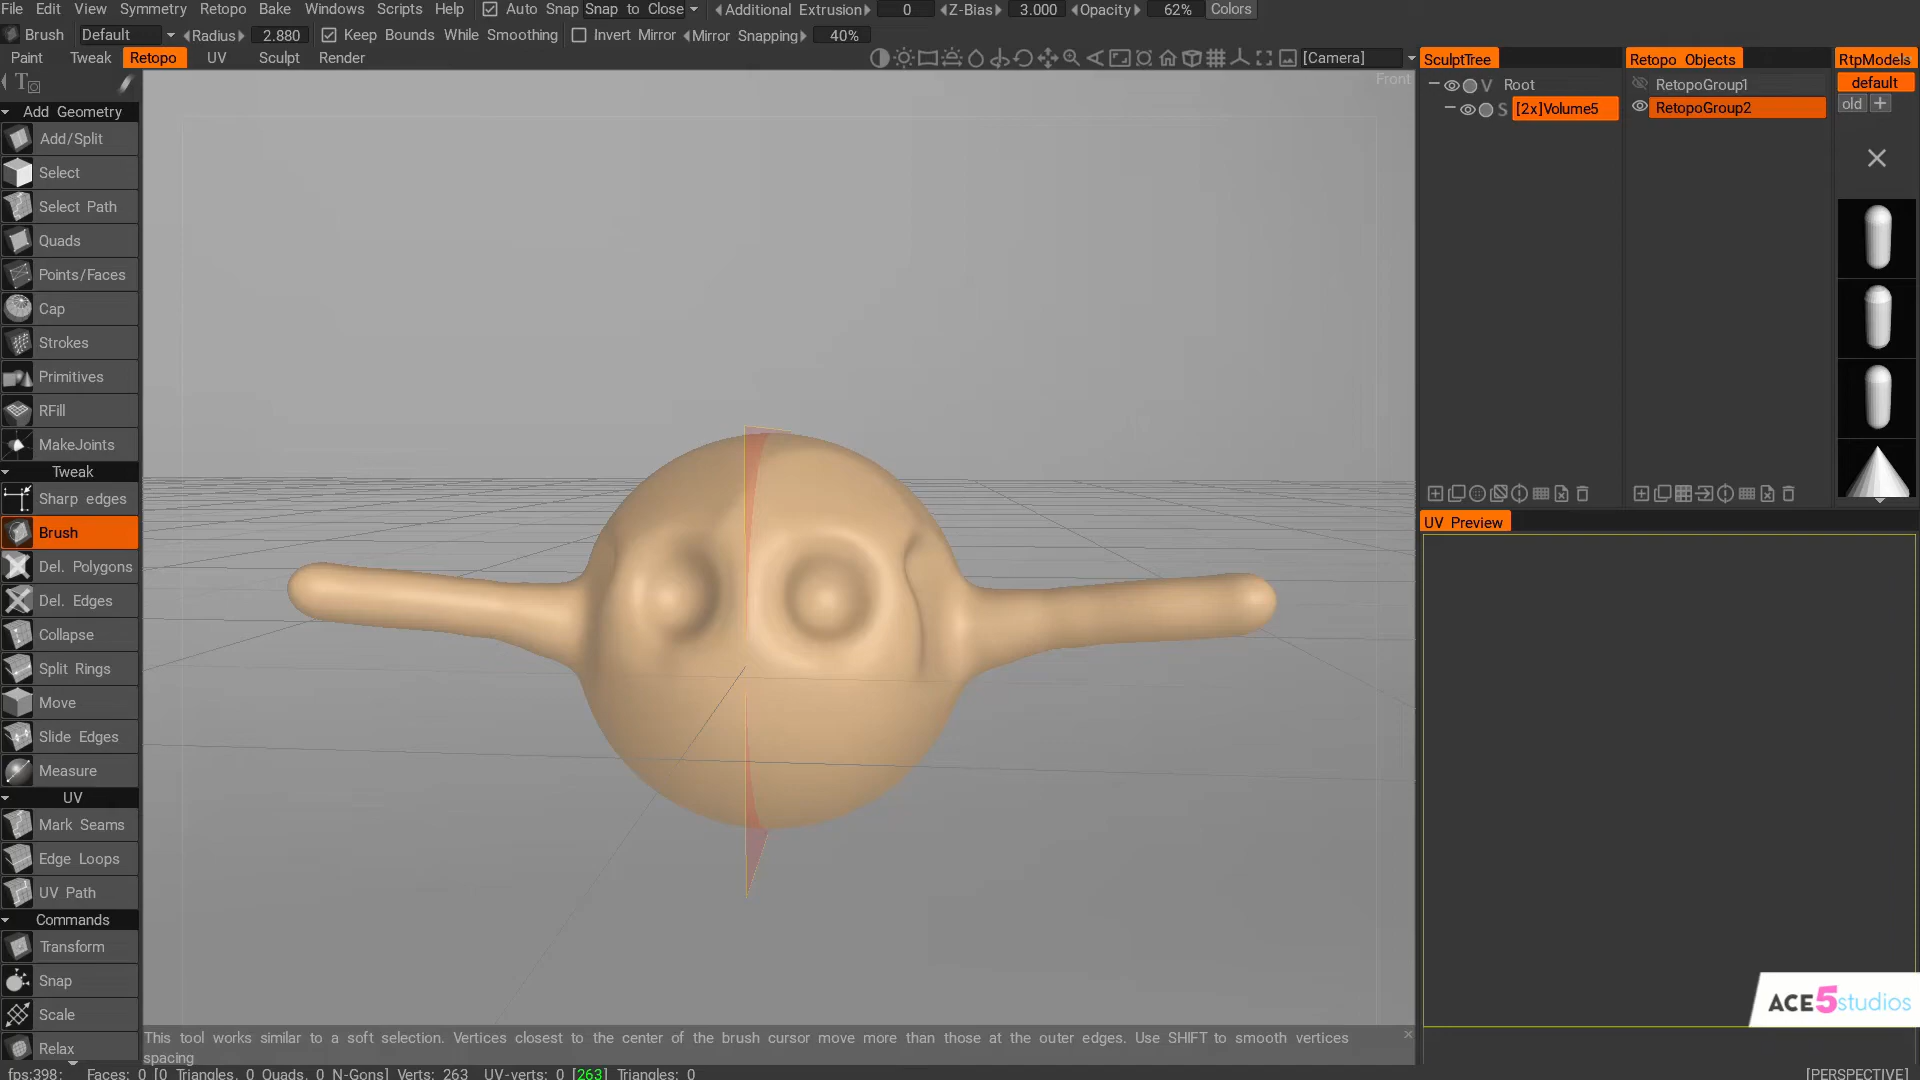 File Edit View Symmetry Retopo Bake Windows Scripts Help Auto Snap Snap to Close Additional Extrusion 0 Z-Bias 3.000 Opacity 62% Colors
Brush Default Radius 2.880 Keep Bounds While Smoothing Invert Mirror Mirror Snapping 40%
Paint Tweak Retopo UV Sculpt Render [Camera]
Front
Add Geometry
Add/Split
Select
Select Path
Quads
Points/Faces
Cap
Strokes
Primitives
RFill
MakeJoints
Tweak
Sharp edges
Brush
Del. Polygons
Del. Edges
Collapse
Split Rings
Move
Slide Edges
Measure
UV
Mark Seams
Edge Loops
UV Path
Commands
Transform
Snap
Scale
Relax
SculptTree
V Root
S [2x]Volume5
Retopo Objects
RetopoGroup1
RetopoGroup2
RtpModels
default
old +
UV Preview
ACE5studios
This tool works similar to a soft selection. Vertices closest to the center of the brush cursor move more than those at the outer edges. Use SHIFT to smooth vertices
spacing
fps:398; Faces: 0 [0 Triangles, 0 Quads, 0 N-Gons] Verts: 263 UV-verts: 0 [263] Triangles: 0 [PERSPECTIVE]